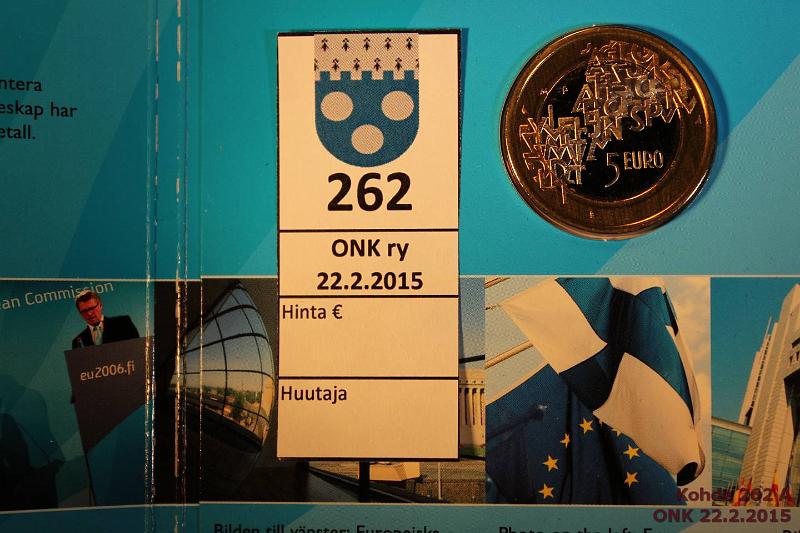 ntera
eskap har
etall.
262
ONK ry
22.2.2015
Hinta €
Huutaja
5 EURO
an Commission
eu2006.fi
Bilden till vänster: Europeiska
Photo on the left: Euro
Kohde 262 A
ONK 22.2.2015